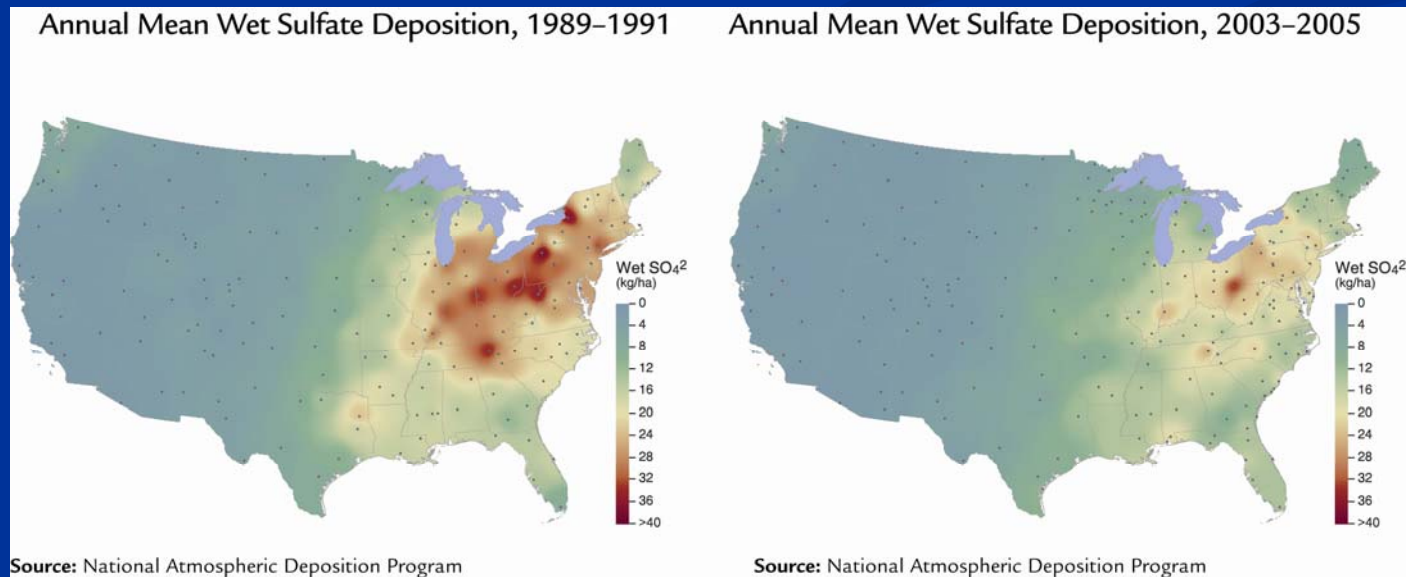 Annual Mean Wet Sulfate Deposition, 1989–1991
Wet SO₄²
(kg/ha)
0
4
8
12
16
20
24
28
32
36
>40
Source: National Atmospheric Deposition Program
Annual Mean Wet Sulfate Deposition, 2003–2005
Wet SO₄²
(kg/ha)
0
4
8
12
16
20
24
28
32
36
>40
Source: National Atmospheric Deposition Program